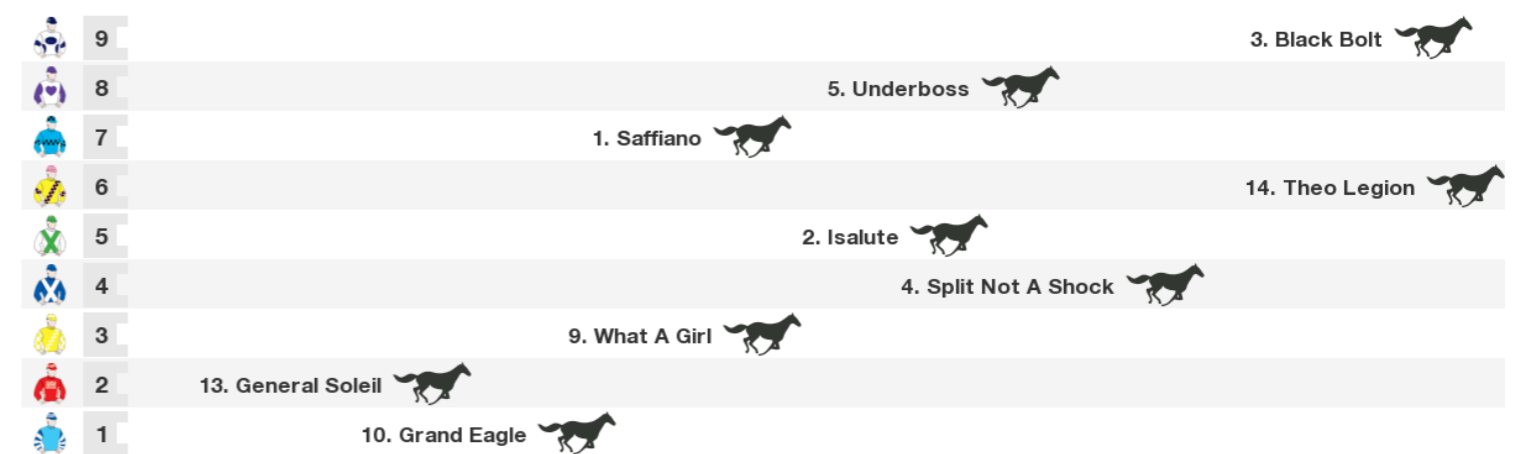 9 3. Black Bolt
8 5. Underboss
7 1. Saffiano
6 14. Theo Legion
5 2. Isalute
4 4. Split Not A Shock
3 9. What A Girl
2 13. General Soleil
1 10. Grand Eagle